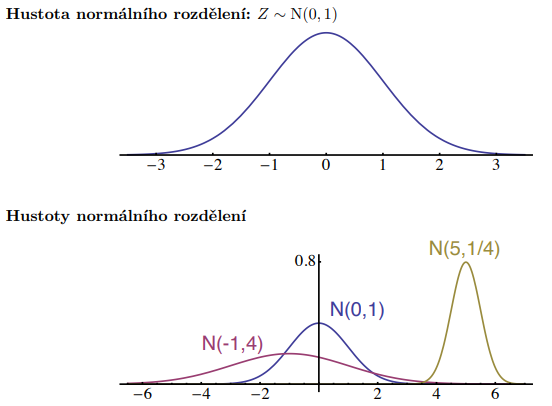 Hustota normálního rozdělení: Z ∼ N(0, 1)
−3 −2 −1 0 1 2 3
Hustoty normálního rozdělení
N(5,1/4)
0.8
N(0,1)
N(-1,4)
−6 −4 −2 2 4 6